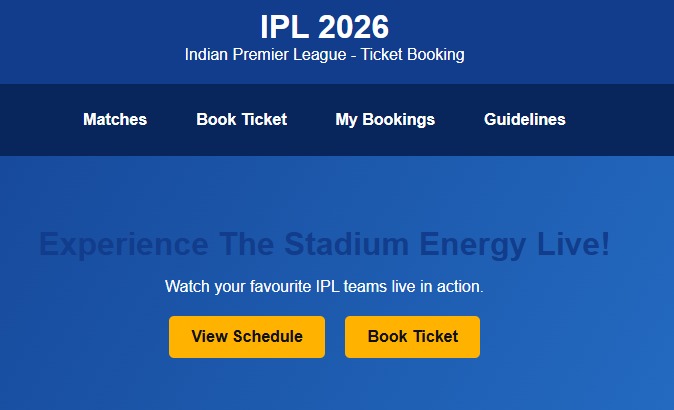 IPL 2026
Indian Premier League - Ticket Booking
Matches Book Ticket My Bookings Guidelines
Experience The Stadium Energy Live!
Watch your favourite IPL teams live in action.
View Schedule Book Ticket